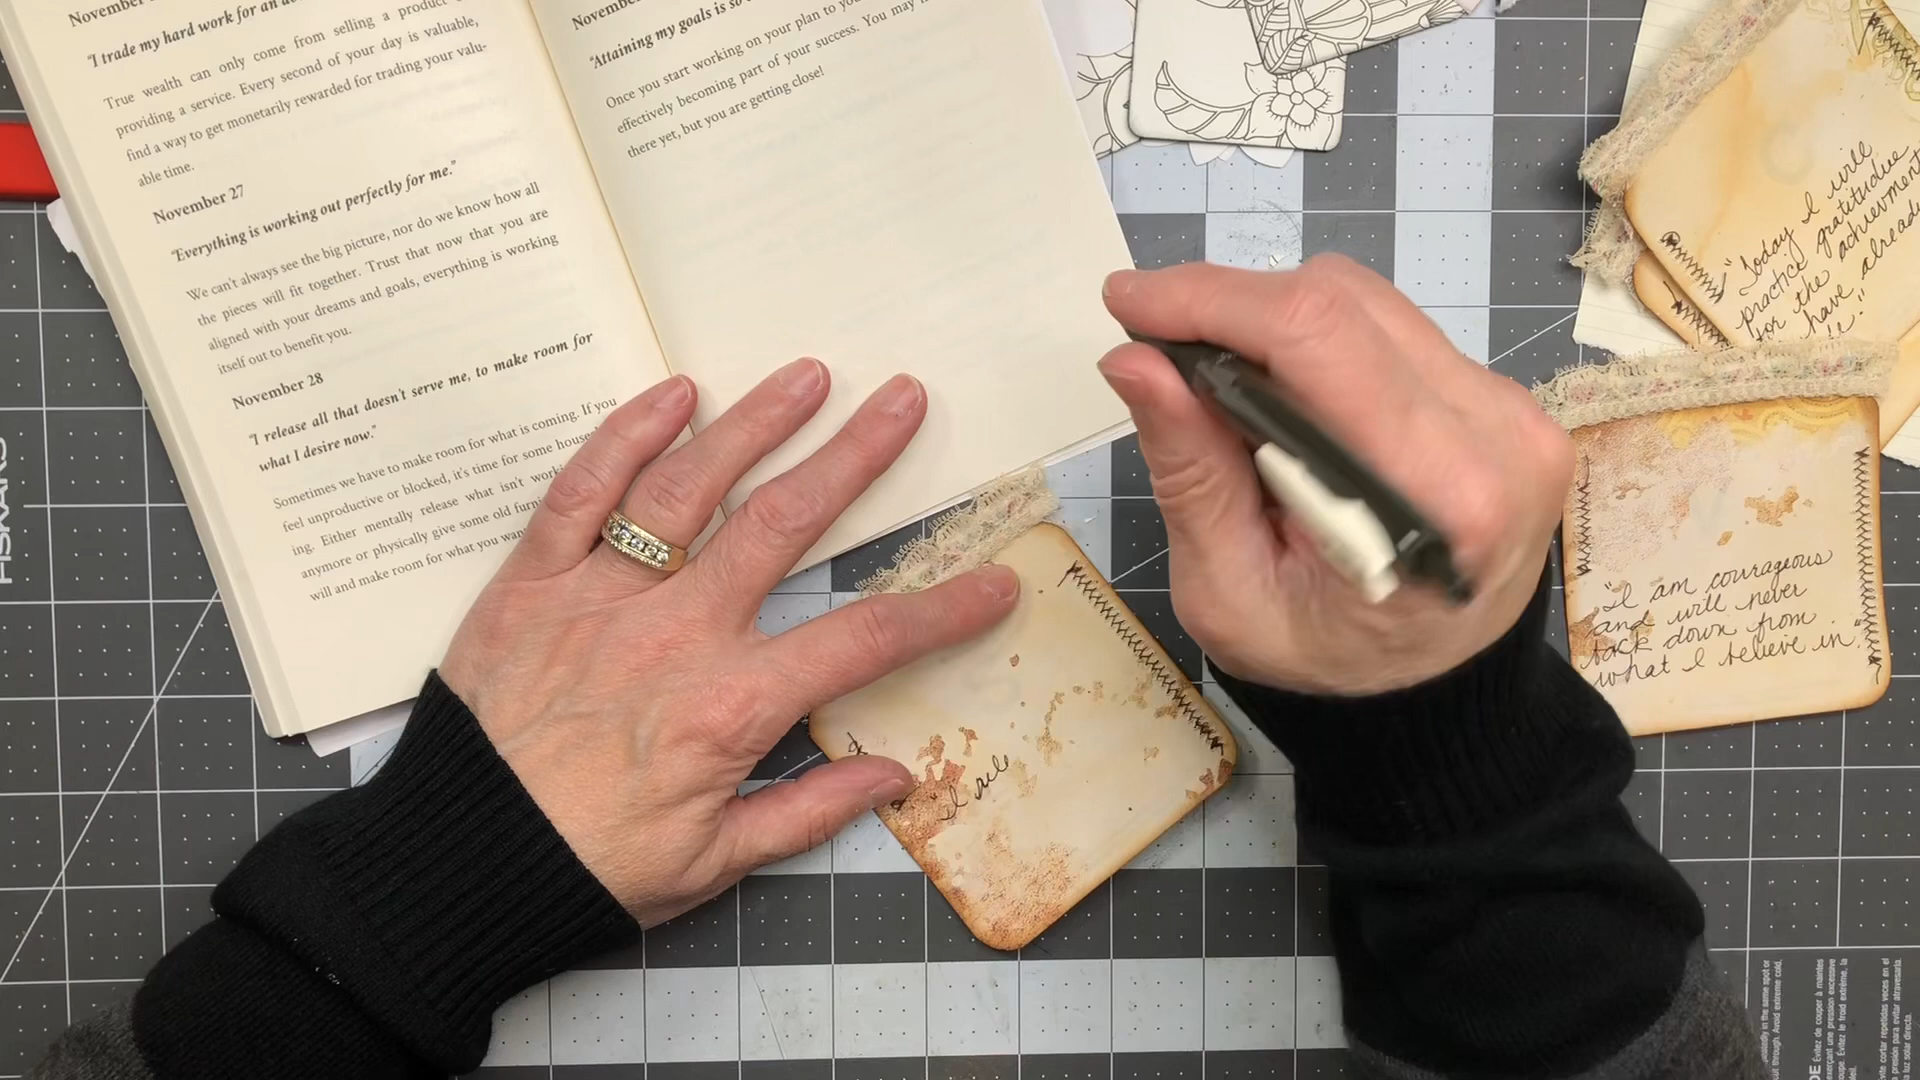 November
"I trade my hard work for an
True wealth can only come from selling a product
providing a service. Every second of your day is valuable,
find a way to get monetarily rewarded for trading your valu-
able time.
November 27
"Everything is working out perfectly for me."
We can't always see the big picture, nor do we know how all
the pieces will fit together. Trust that now that you are
aligned with your dreams and goals, everything is working
itself out to benefit you.
November 28
"I release all that doesn't serve me, to make room for
what I desire now."
Sometimes we have to make room for what is coming. If you
feel unproductive or blocked, it's time for some
ing. Either mentally release what isn't
anymore or physically give some old
will and make room for what you
November
"Attaining my goals is so
Once you start working on your plan to
effectively becoming part of your success. You may
there yet, but you are getting close!
"Today I will
practice gratitudue
for the achievment
have already
"I am courageous
and will never
back down from
what I believe in."
"I
FISKARS